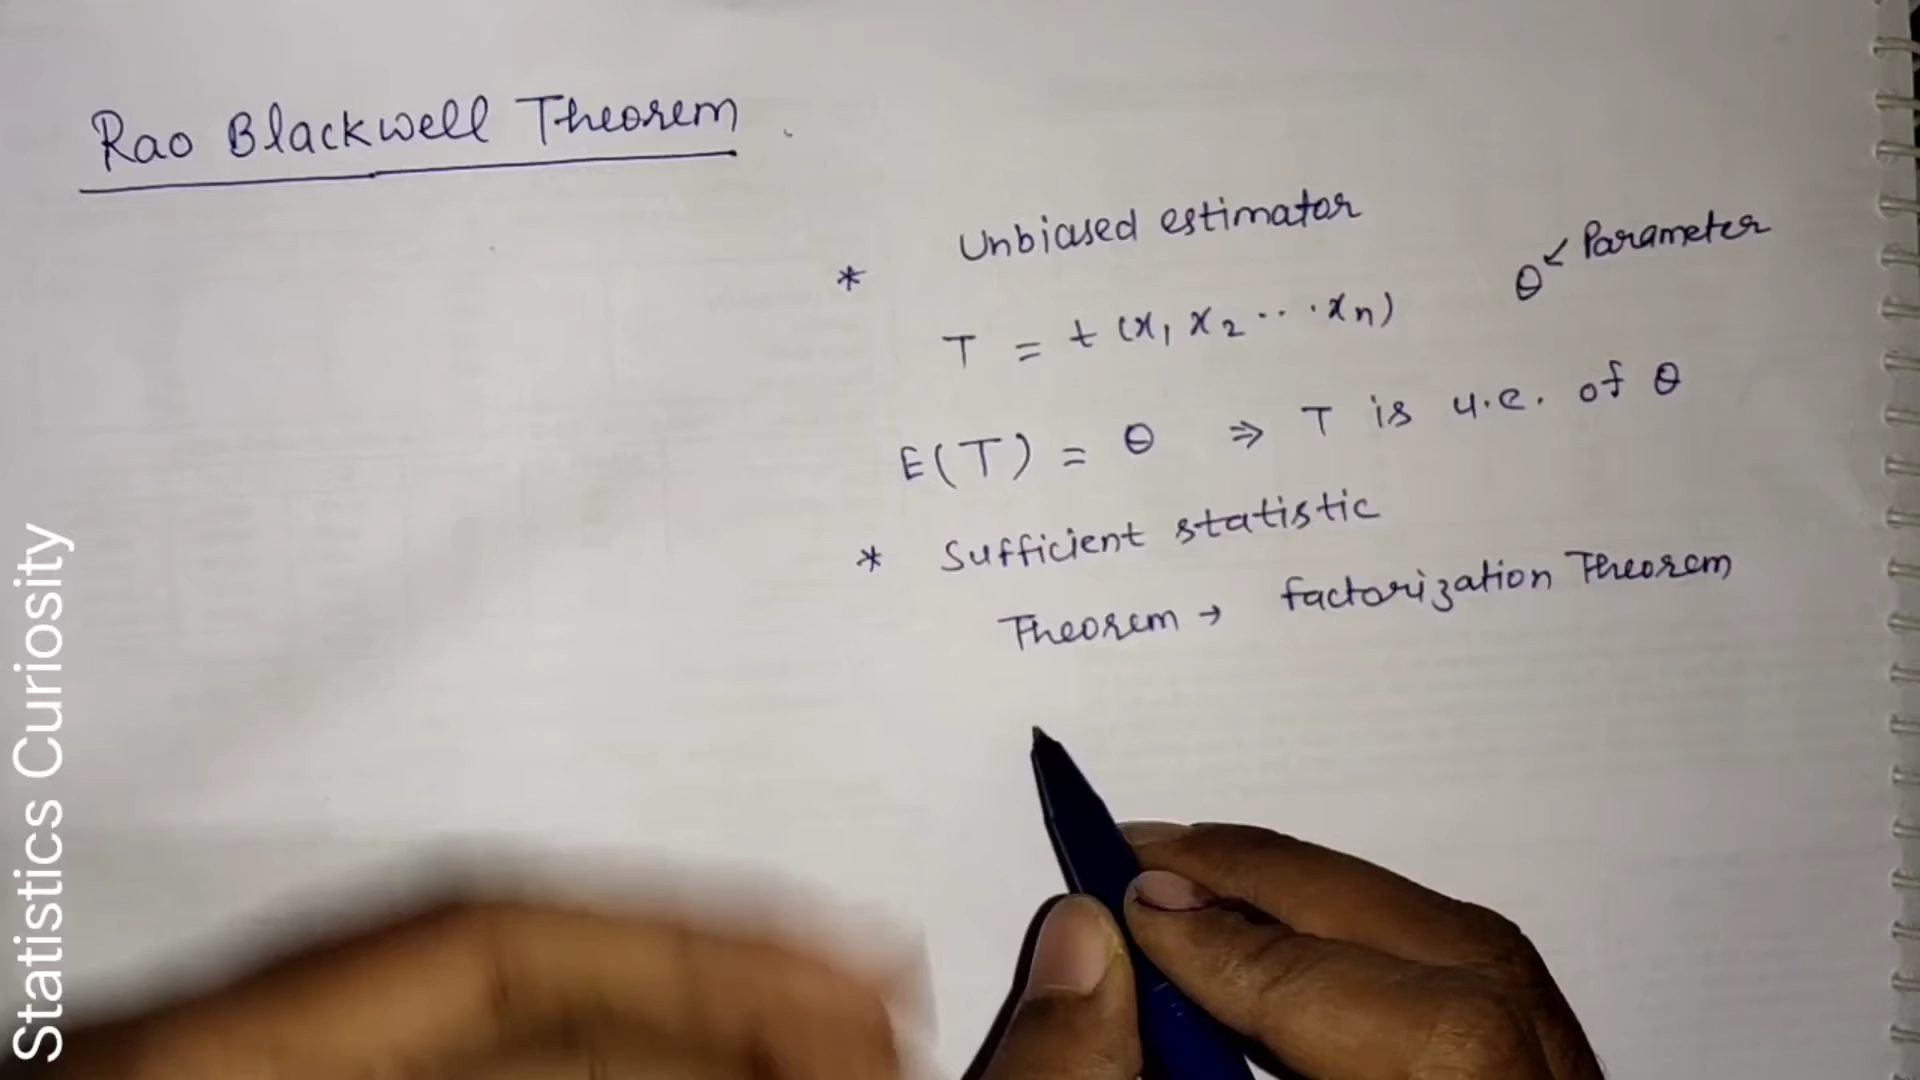 Rao Blackwell Theorem
* Unbiased estimator
θ ↙ Parameter
T = t(x1 x2 ... xn)
E(T) = θ ⇒ T is u.e. of θ
* Sufficient statistic
Theorem → factorization Theorem
Statistics Curiosity